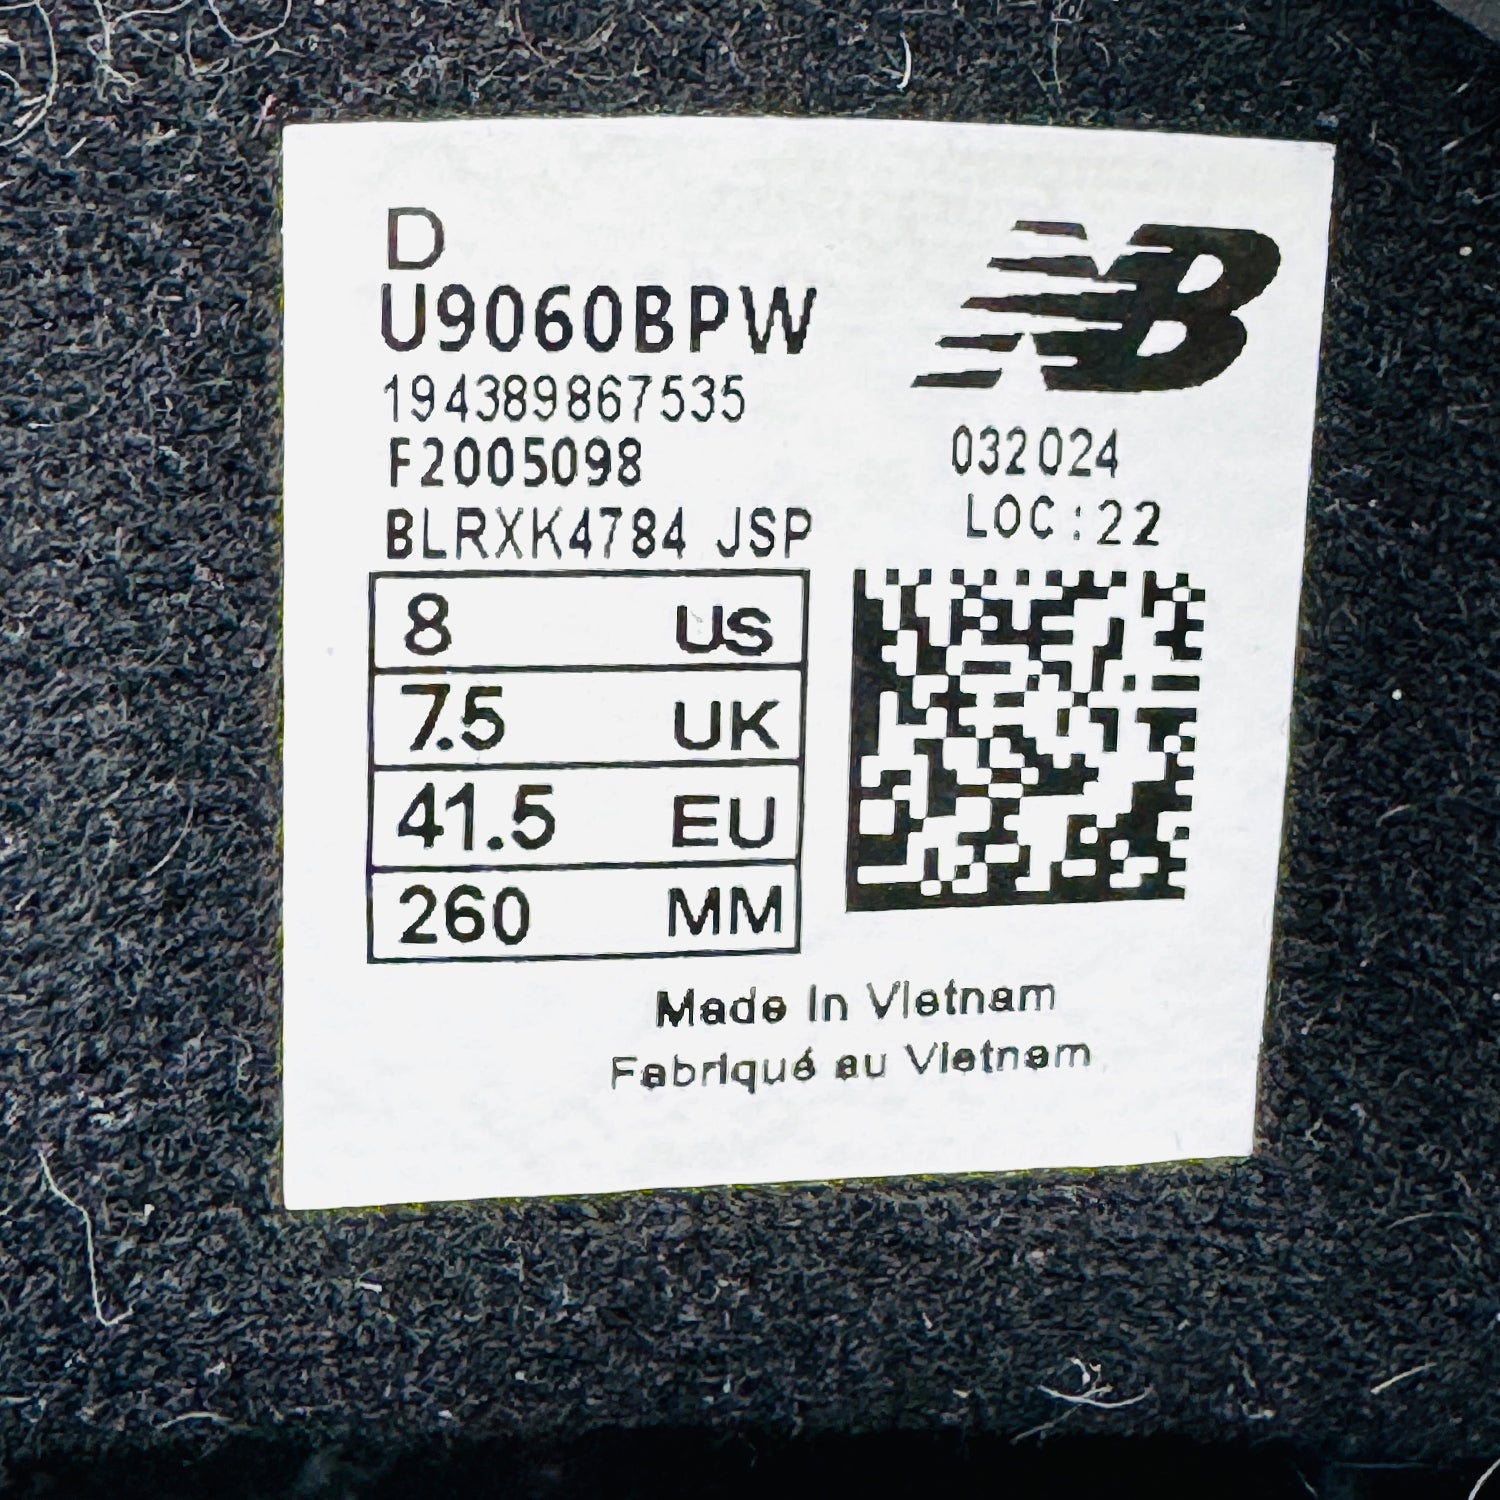 D
U9060BPW
194389867535
F2005098
BLRXK4784 JSP
NB
032024
LOC:22
8 US
7.5 UK
41.5 EU
260 MM
Made In Vietnam
Fabriqué au Vietnam